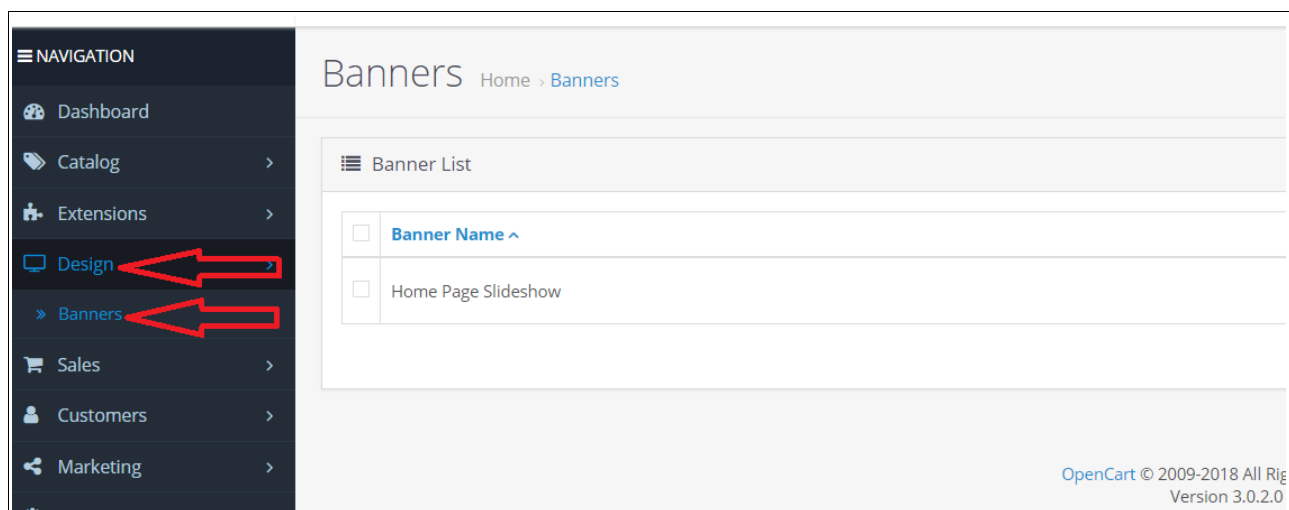 NAVIGATION
Dashboard
Catalog
Extensions
Design
Banners
Sales
Customers
Marketing
Banners Home › Banners
Banner List
Banner Name
Home Page Slideshow
OpenCart © 2009-2018 All Rig
Version 3.0.2.0